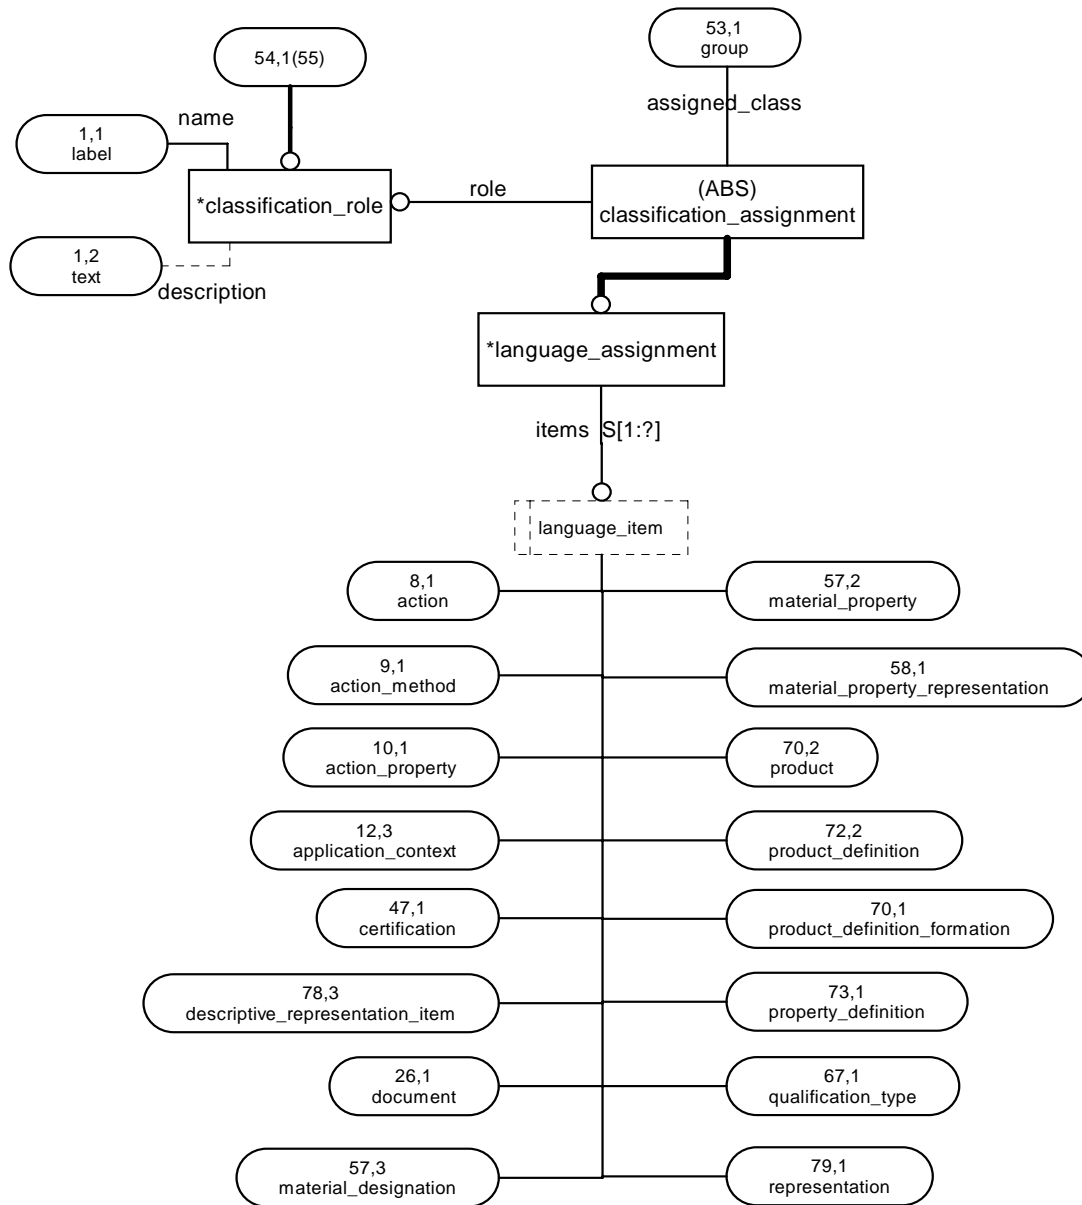 54,1(55)
53,1
group
assigned_class
name
1,1
label
*classification_role
role
(ABS)
classification_assignment
1,2
text
description
*language_assignment
items S[1:?]
language_item
8,1
action
57,2
material_property
9,1
action_method
58,1
material_property_representation
10,1
action_property
70,2
product
12,3
application_context
72,2
product_definition
47,1
certification
70,1
product_definition_formation
78,3
descriptive_representation_item
73,1
property_definition
26,1
document
67,1
qualification_type
57,3
material_designation
79,1
representation